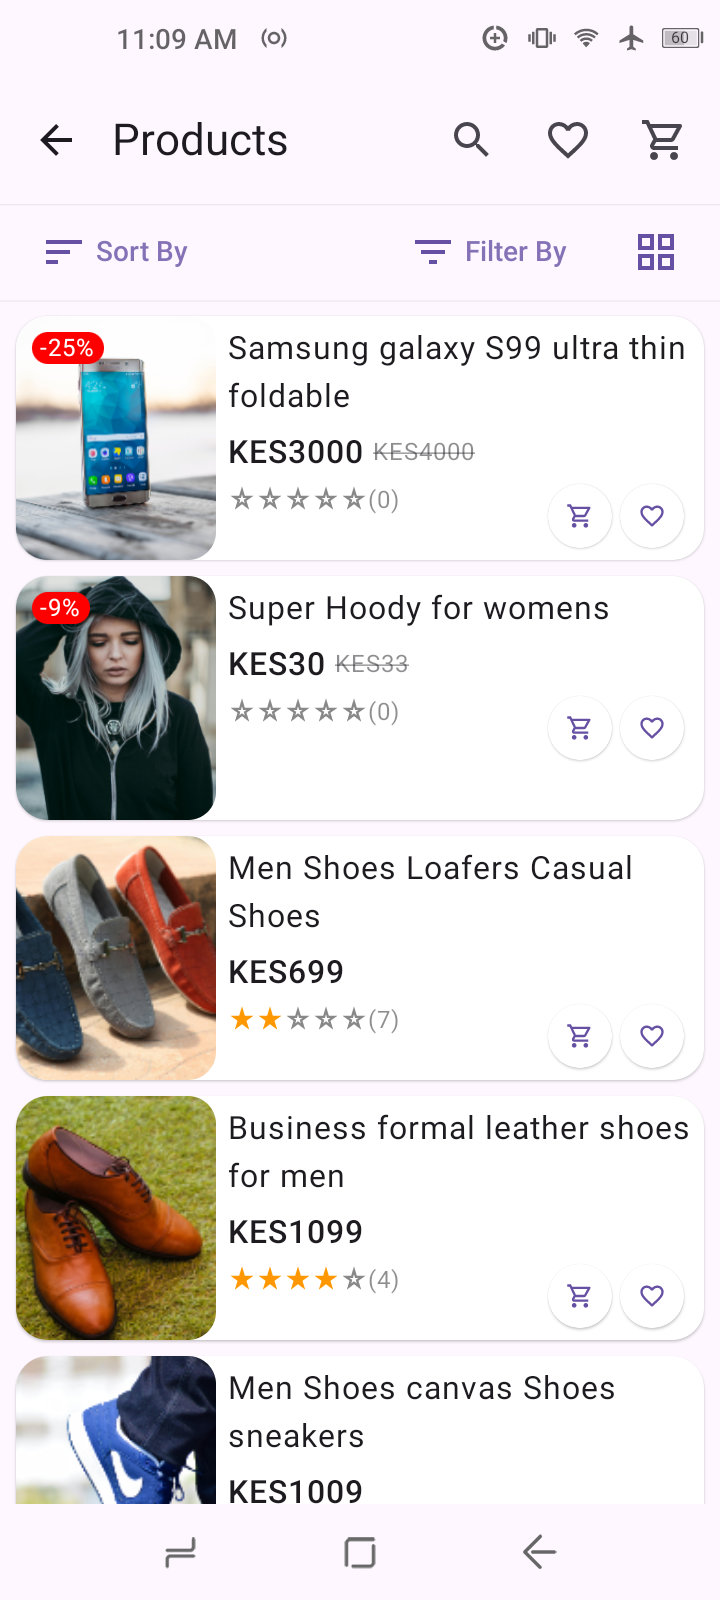 11:09 AM
60
Products
Sort By
Filter By
-25%
Samsung galaxy S99 ultra thin
foldable
KES3000 KES4000
(0)
-9%
Super Hoody for womens
KES30 KES33
(0)
Men Shoes Loafers Casual
Shoes
KES699
(7)
Business formal leather shoes
for men
KES1099
(4)
Men Shoes canvas Shoes
sneakers
KES1009